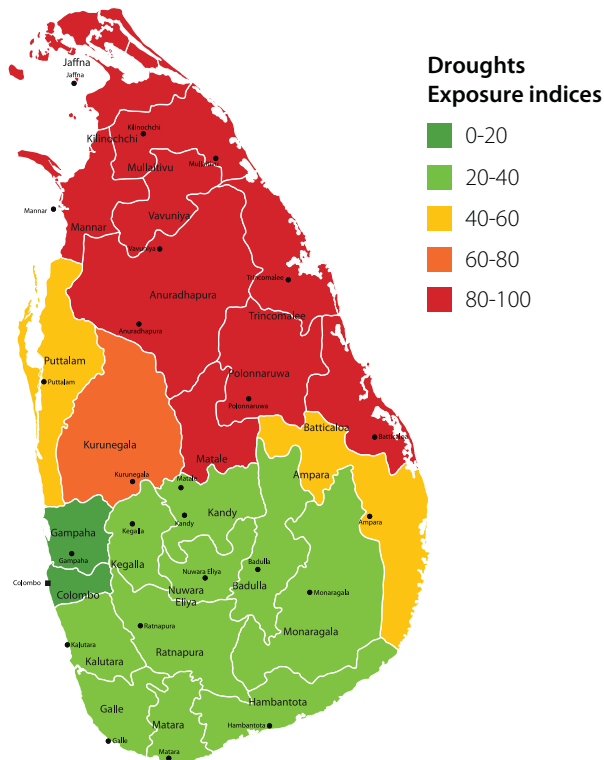 Droughts
Exposure indices
0-20
20-40
40-60
60-80
80-100
Jaffna
Jaffna
Kilinochchi
Kilinochchi
Mullaitivu
Mullaitivu
Mannar
Mannar
Vavuniya
Vavuniya
Trincomalee
Anuradhapura
Trincomalee
Anuradhapura
Puttalam
Polonnaruwa
Puttalam
Polonnaruwa
Batticaloa
Batticaloa
Kurunegala
Matale
Kurunegala
Matale
Ampara
Kandy
Kandy
Ampara
Kegalla
Gampaha
Gampaha
Kegalla
Badulla
Nuwara Eliya
Badulla
Colombo
Colombo
Nuwara
Eliya
Monaragala
Ratnapura
Monaragala
Kalutara
Ratnapura
Kalutara
Hambantota
Galle
Matara
Hambantota
Galle
Matara